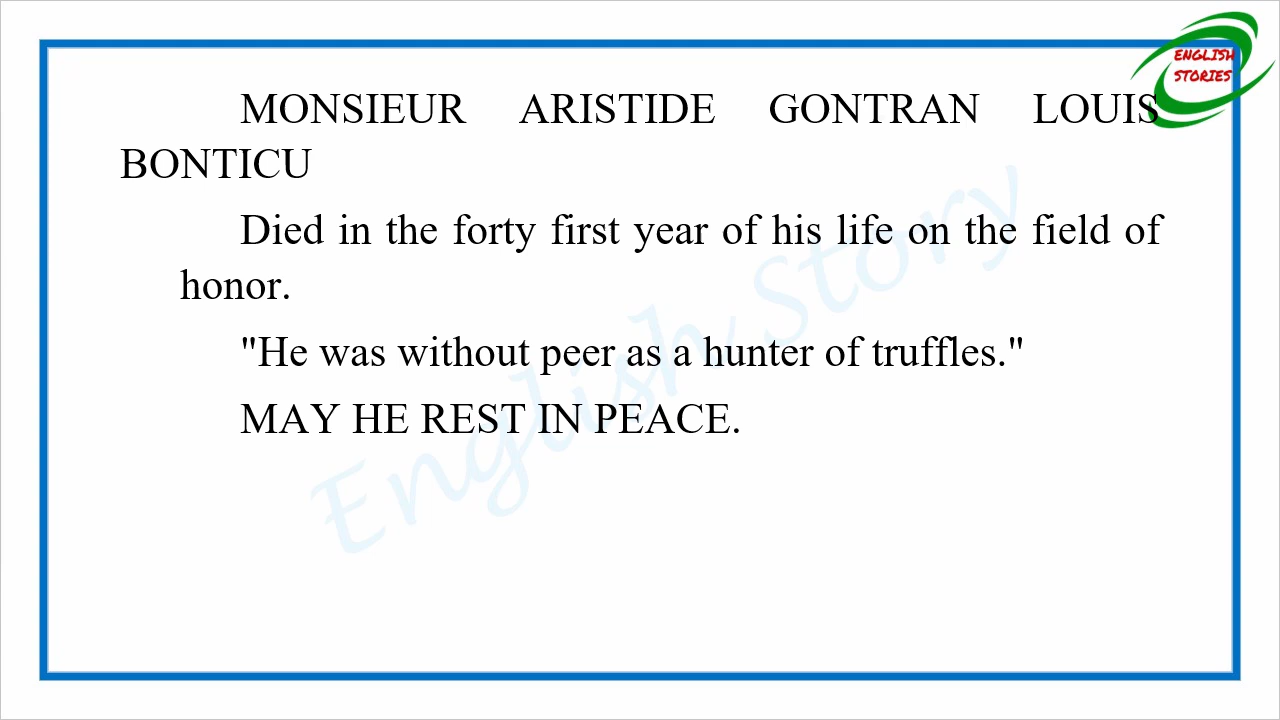 ENGLISH
STORIES
MONSIEUR ARISTIDE GONTRAN LOUIS
BONTICU
Died in the forty first year of his life on the field of
honor.
"He was without peer as a hunter of truffles."
MAY HE REST IN PEACE.
English Story